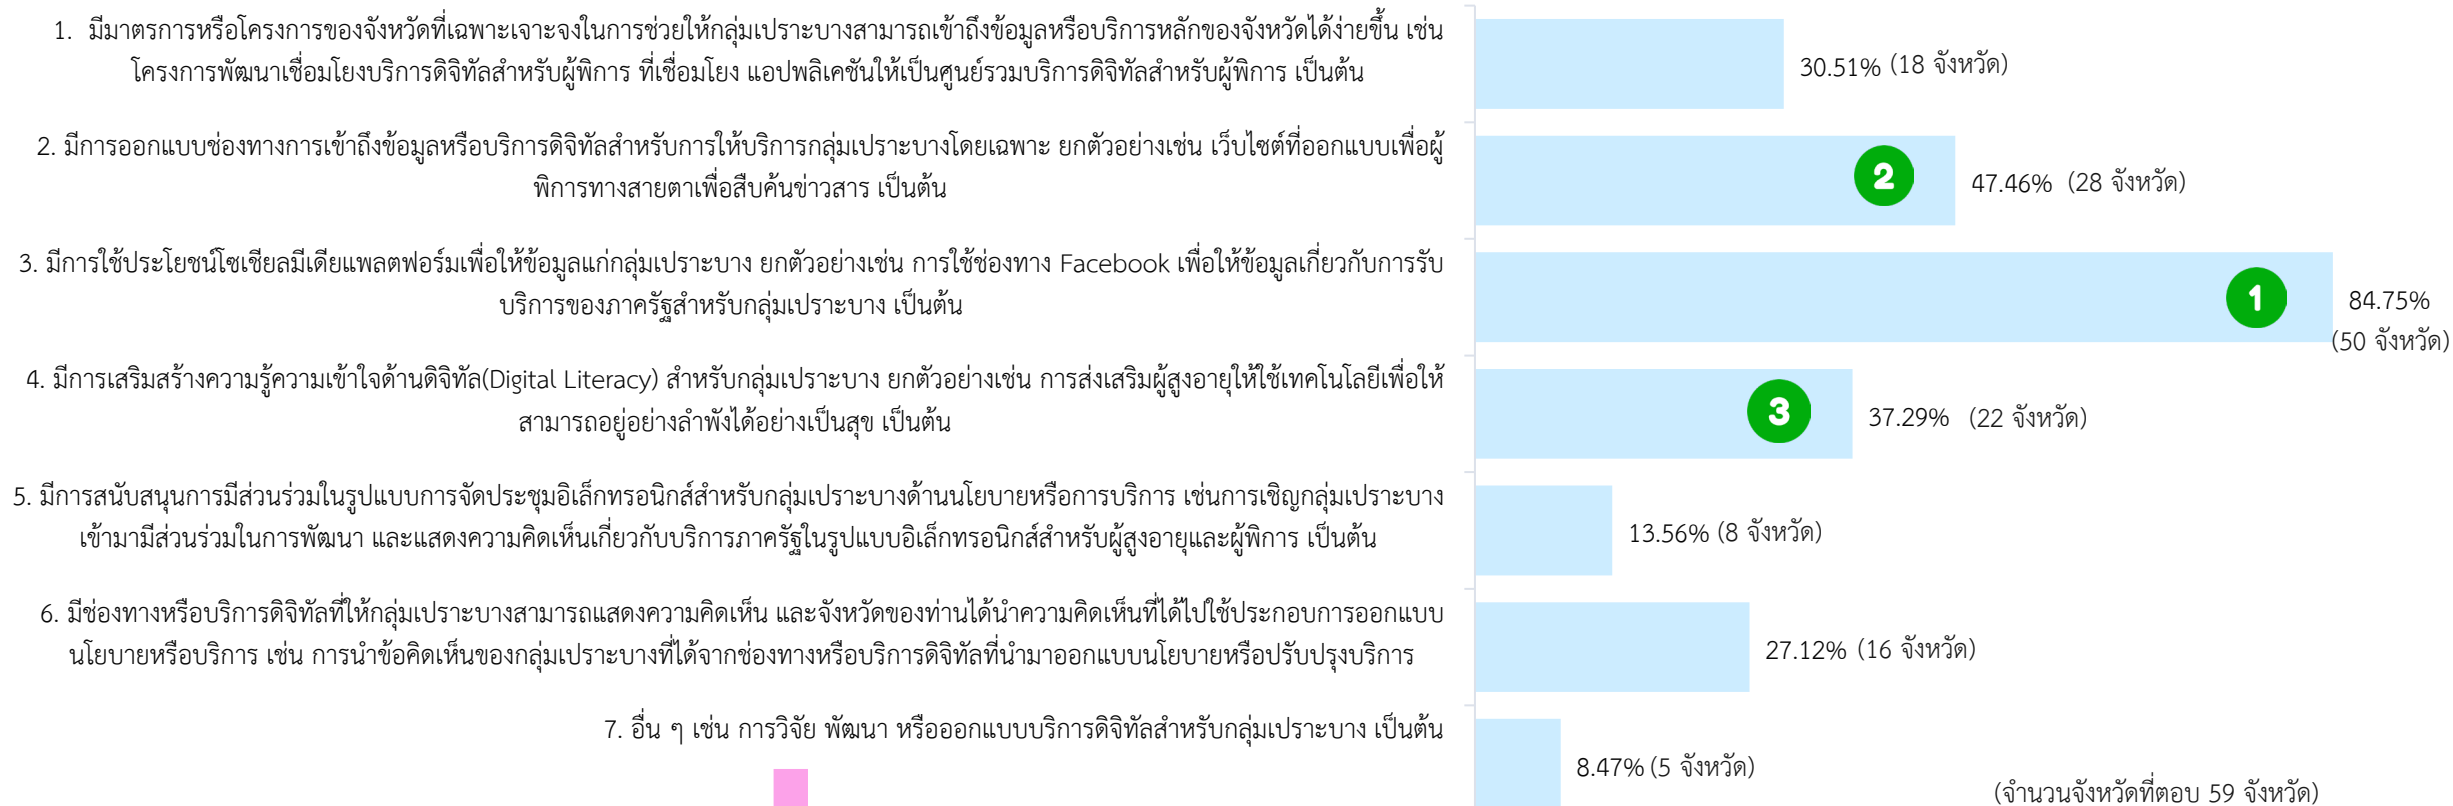 1. มีมาตรการหรือโครงการของจังหวัดที่เฉพาะเจาะจงในการช่วยให้กลุ่มเปราะบางสามารถเข้าถึงข้อมูลหรือบริการหลักของจังหวัดได้ง่ายขึ้น เช่น
โครงการพัฒนาเชื่อมโยงบริการดิจิทัลสำหรับผู้พิการ ที่เชื่อมโยง แอปพลิเคชันให้เป็นศูนย์รวมบริการดิจิทัลสำหรับผู้พิการ เป็นต้น
30.51% (18 จังหวัด)
2. มีการออกแบบช่องทางการเข้าถึงข้อมูลหรือบริการดิจิทัลสำหรับการให้บริการกลุ่มเปราะบางโดยเฉพาะ ยกตัวอย่างเช่น เว็บไซต์ที่ออกแบบเพื่อผู้
พิการทางสายตาเพื่อสืบค้นข่าวสาร เป็นต้น
2
47.46% (28 จังหวัด)
3. มีการใช้ประโยชน์โซเชียลมีเดียแพลตฟอร์มเพื่อให้ข้อมูลแก่กลุ่มเปราะบาง ยกตัวอย่างเช่น การใช้ช่องทาง Facebook เพื่อให้ข้อมูลเกี่ยวกับการรับ
บริการของภาครัฐสำหรับกลุ่มเปราะบาง เป็นต้น
1
84.75%
(50 จังหวัด)
4. มีการเสริมสร้างความรู้ความเข้าใจด้านดิจิทัล(Digital Literacy) สำหรับกลุ่มเปราะบาง ยกตัวอย่างเช่น การส่งเสริมผู้สูงอายุให้ใช้เทคโนโลยีเพื่อให้
สามารถอยู่อย่างลำพังได้อย่างเป็นสุข เป็นต้น
3
37.29% (22 จังหวัด)
5. มีการสนับสนุนการมีส่วนร่วมในรูปแบบการจัดประชุมอิเล็กทรอนิกส์สำหรับกลุ่มเปราะบางด้านนโยบายหรือการบริการ เช่นการเชิญกลุ่มเปราะบาง
เข้ามามีส่วนร่วมในการพัฒนา และแสดงความคิดเห็นเกี่ยวกับบริการภาครัฐในรูปแบบอิเล็กทรอนิกส์สำหรับผู้สูงอายุและผู้พิการ เป็นต้น
13.56% (8 จังหวัด)
6. มีช่องทางหรือบริการดิจิทัลที่ให้กลุ่มเปราะบางสามารถแสดงความคิดเห็น และจังหวัดของท่านได้นำความคิดเห็นที่ได้ไปใช้ประกอบการออกแบบ
นโยบายหรือบริการ เช่น การนำข้อคิดเห็นของกลุ่มเปราะบางที่ได้จากช่องทางหรือบริการดิจิทัลที่นำมาออกแบบนโยบายหรือปรับปรุงบริการ
27.12% (16 จังหวัด)
7. อื่น ๆ เช่น การวิจัย พัฒนา หรือออกแบบบริการดิจิทัลสำหรับกลุ่มเปราะบาง เป็นต้น
8.47% (5 จังหวัด)
(จำนวนจังหวัดที่ตอบ 59 จังหวัด)